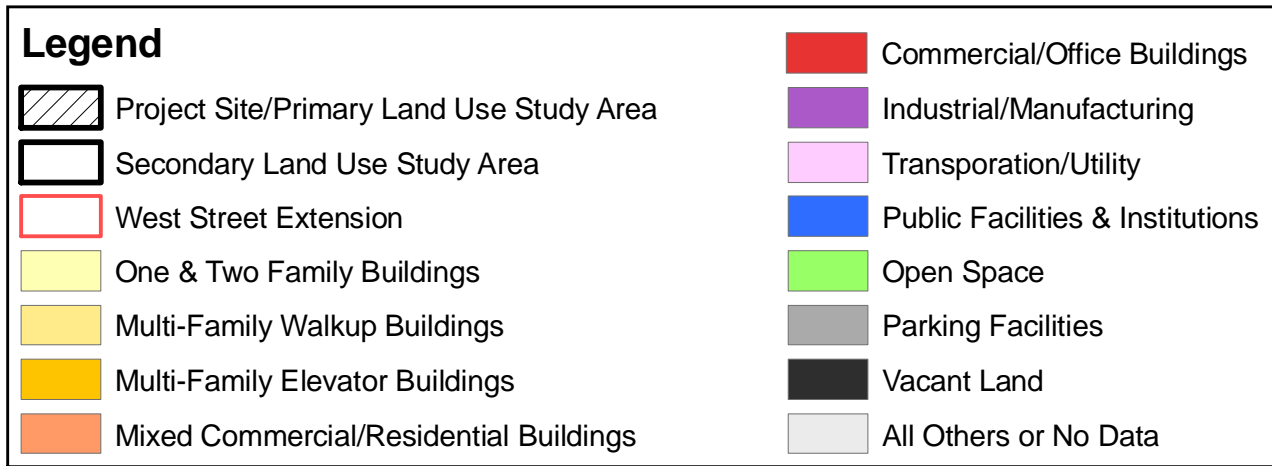 Legend
Project Site/Primary Land Use Study Area
Secondary Land Use Study Area
West Street Extension
One & Two Family Buildings
Multi-Family Walkup Buildings
Multi-Family Elevator Buildings
Mixed Commercial/Residential Buildings
Commercial/Office Buildings
Industrial/Manufacturing
Transporation/Utility
Public Facilities & Institutions
Open Space
Parking Facilities
Vacant Land
All Others or No Data